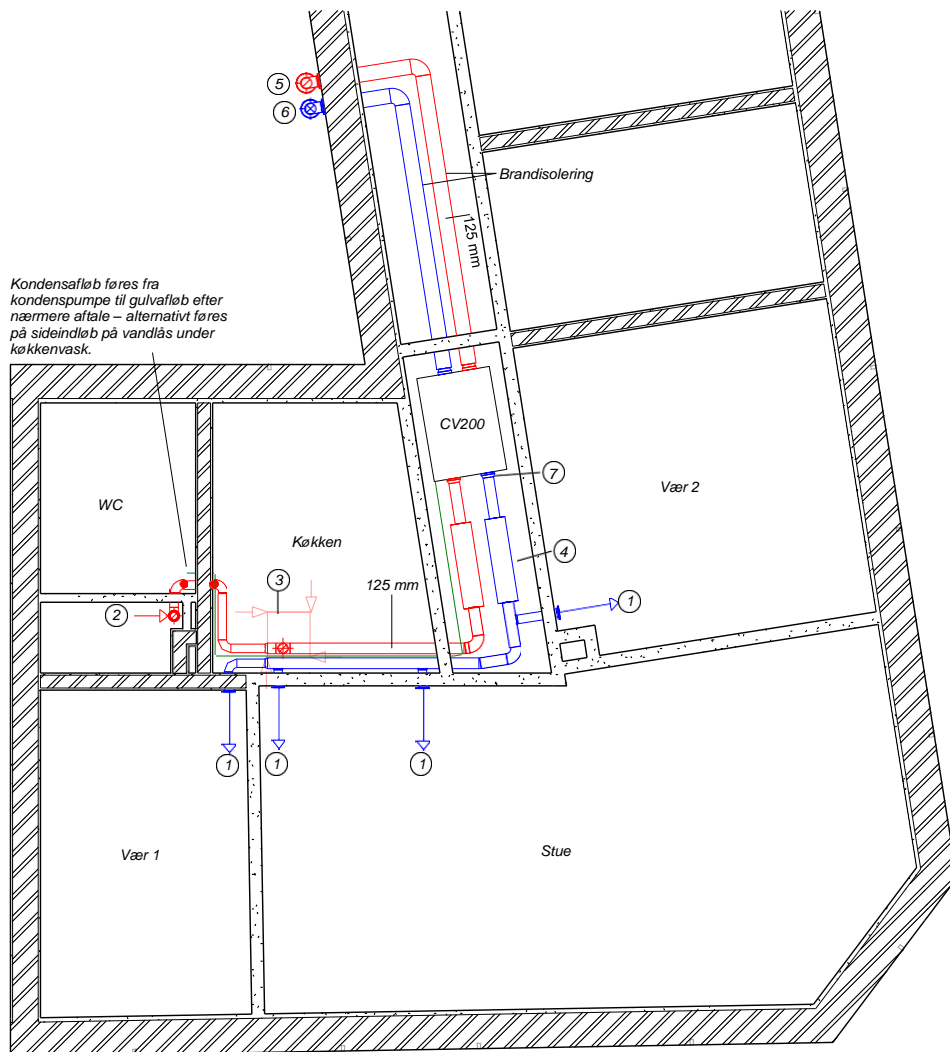 5
6
Brandisolering
125 mm
Kondensafløb føres fra
kondenspumpe til gulvafløb efter
nærmere aftale – alternativt føres
på sideindløb på vandlås under
køkkenvask.
CV200
7
Vær 2
WC
Køkken
4
3
125 mm
1
2
1
1
1
Vær 1
Stue